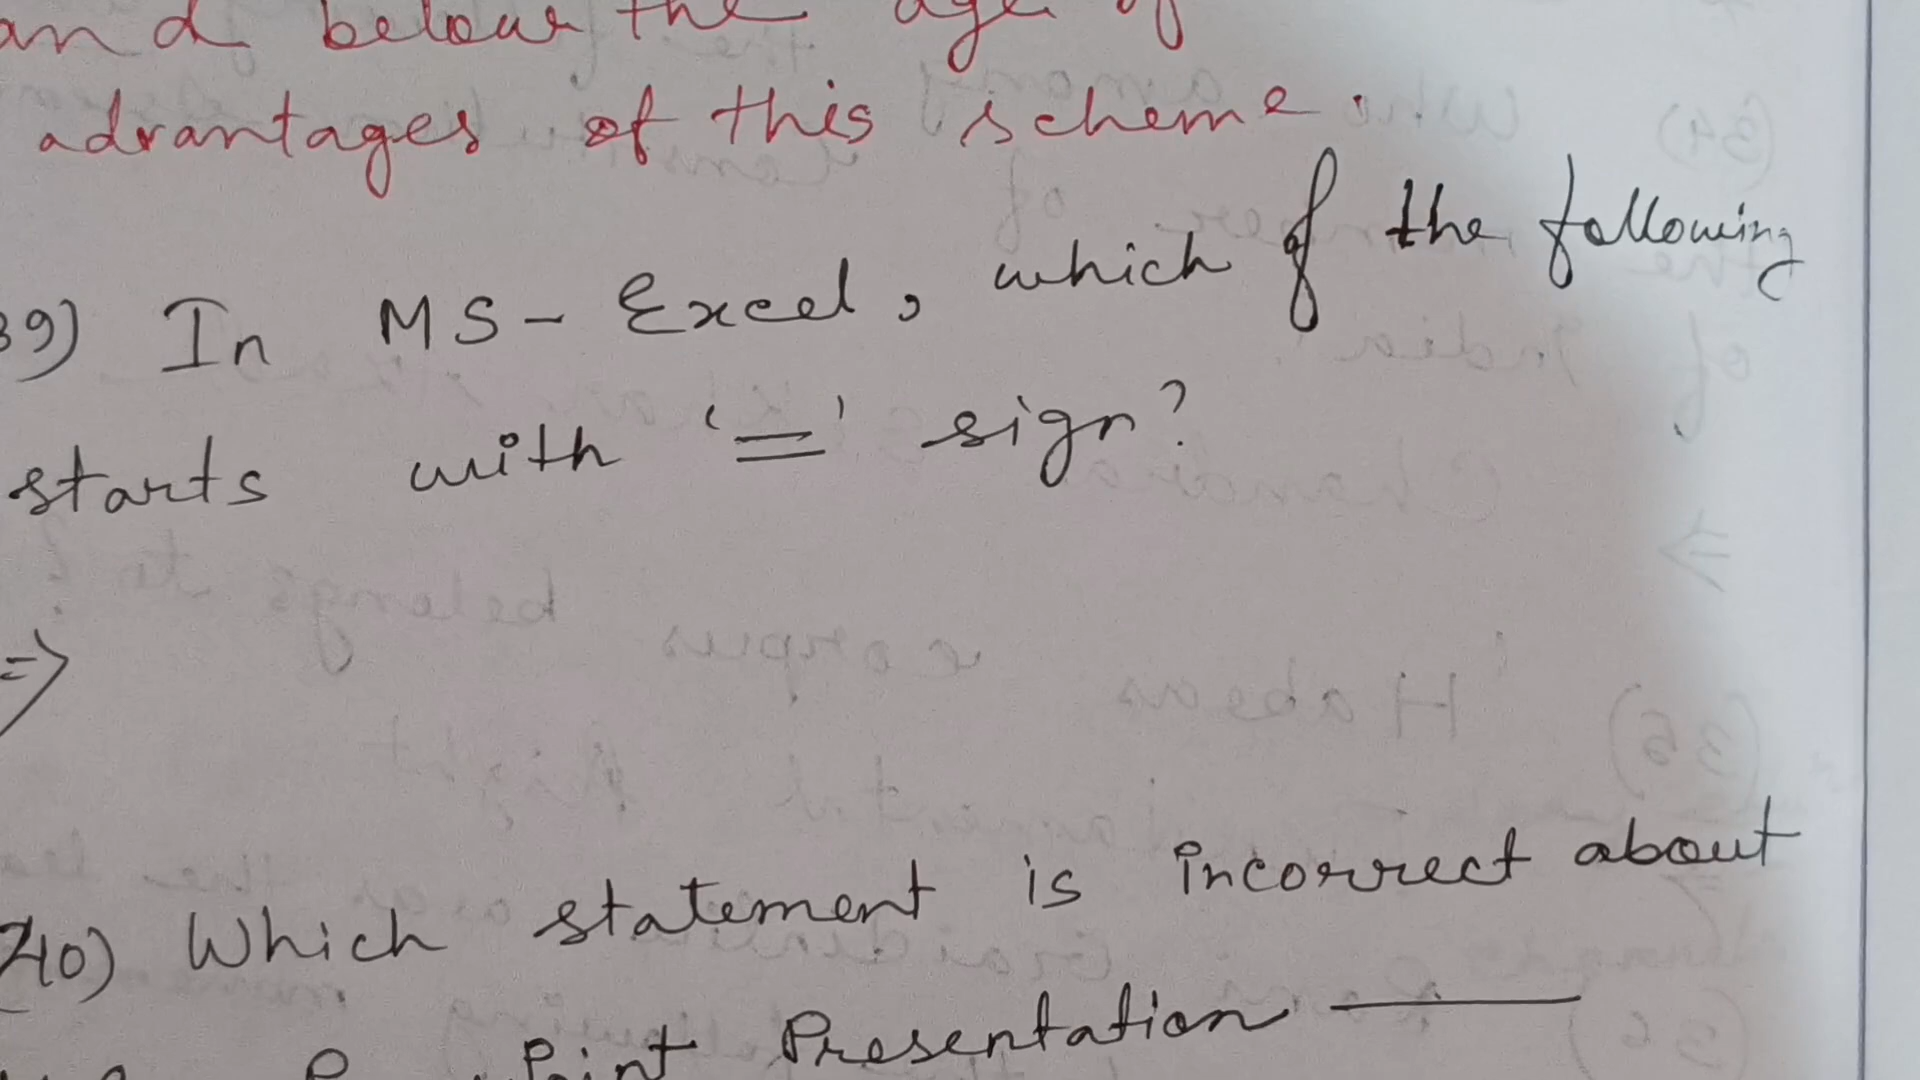 and below the age of
advantages of this scheme.
39) In MS-Excel, which of the following
starts with '=' sign?
=>
40) Which statement is incorrect about
Point Presentation ———